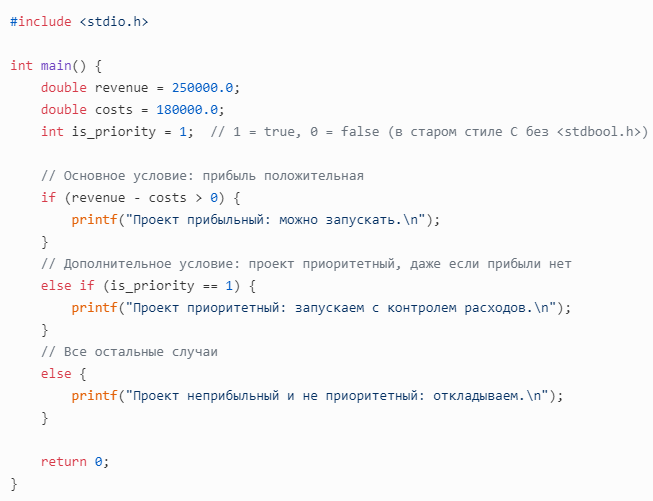 #include <stdio.h>

int main() {
    double revenue = 250000.0;
    double costs = 180000.0;
    int is_priority = 1;  // 1 = true, 0 = false (в старом стиле C без <stdbool.h>)

    // Основное условие: прибыль положительная
    if (revenue - costs > 0) {
        printf("Проект прибыльный: можно запускать.\n");
    }
    // Дополнительное условие: проект приоритетный, даже если прибыли нет
    else if (is_priority == 1) {
        printf("Проект приоритетный: запускаем с контролем расходов.\n");
    }
    // Все остальные случаи
    else {
        printf("Проект неприбыльный и не приоритетный: откладываем.\n");
    }

    return 0;
}